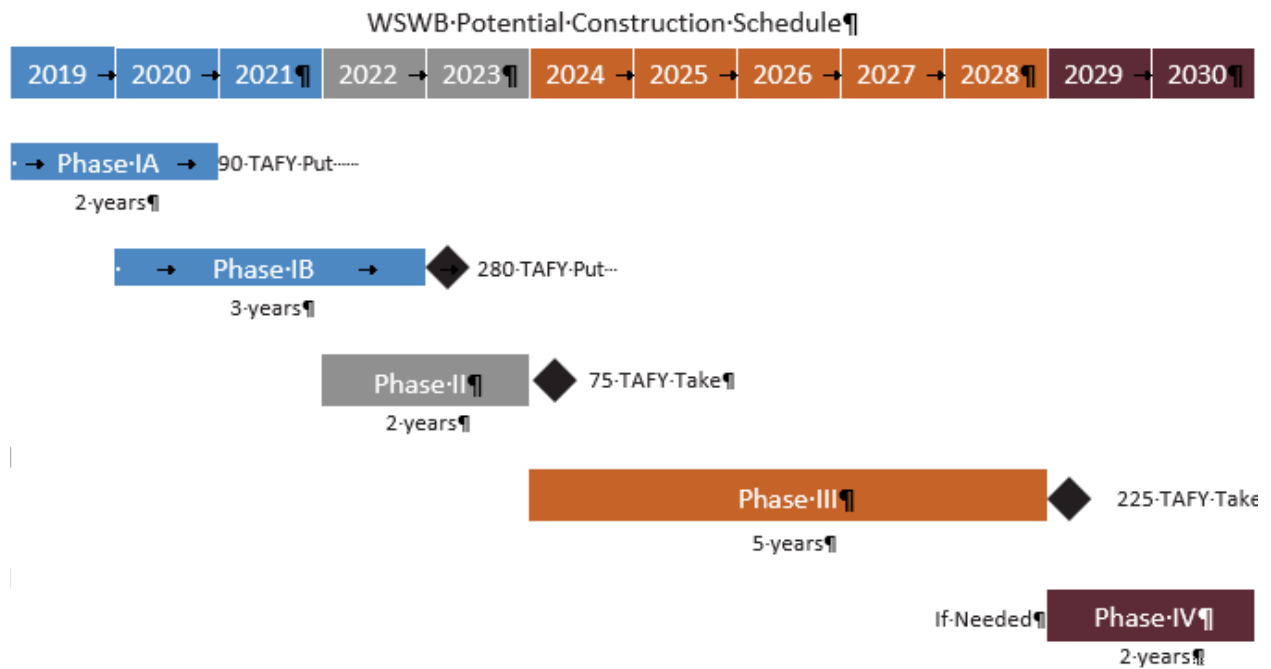 WSWB·Potential·Construction·Schedule¶
2019 → 2020 → 2021¶ 2022 → 2023¶ 2024 → 2025 → 2026 → 2027 → 2028¶ 2029 → 2030¶
· → Phase·IA → 90·TAFY·Put······
2·years¶
· → Phase·IB → → 280·TAFY·Put···
3·years¶
Phase·II¶ 75·TAFY·Take¶
2·years¶
Phase·III¶ 225·TAFY·Take
5·years¶
If·Needed¶ Phase·IV¶
2·years¶